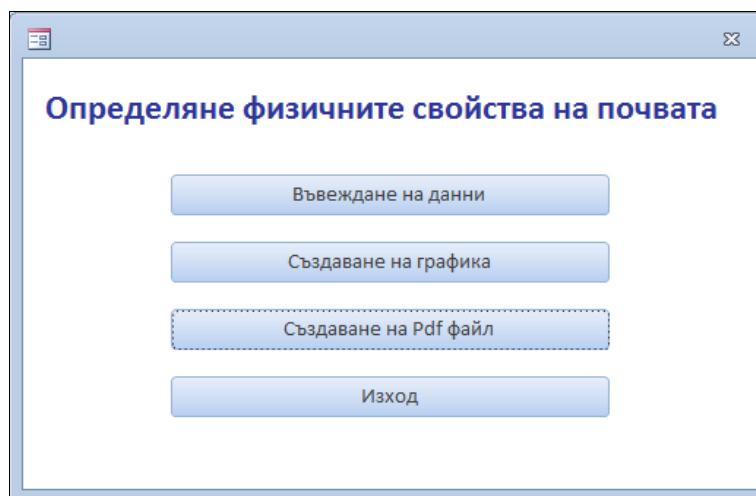 Определяне физичните свойства на почвата
Въвеждане на данни
Създаване на графика
Създаване на Pdf файл
Изход